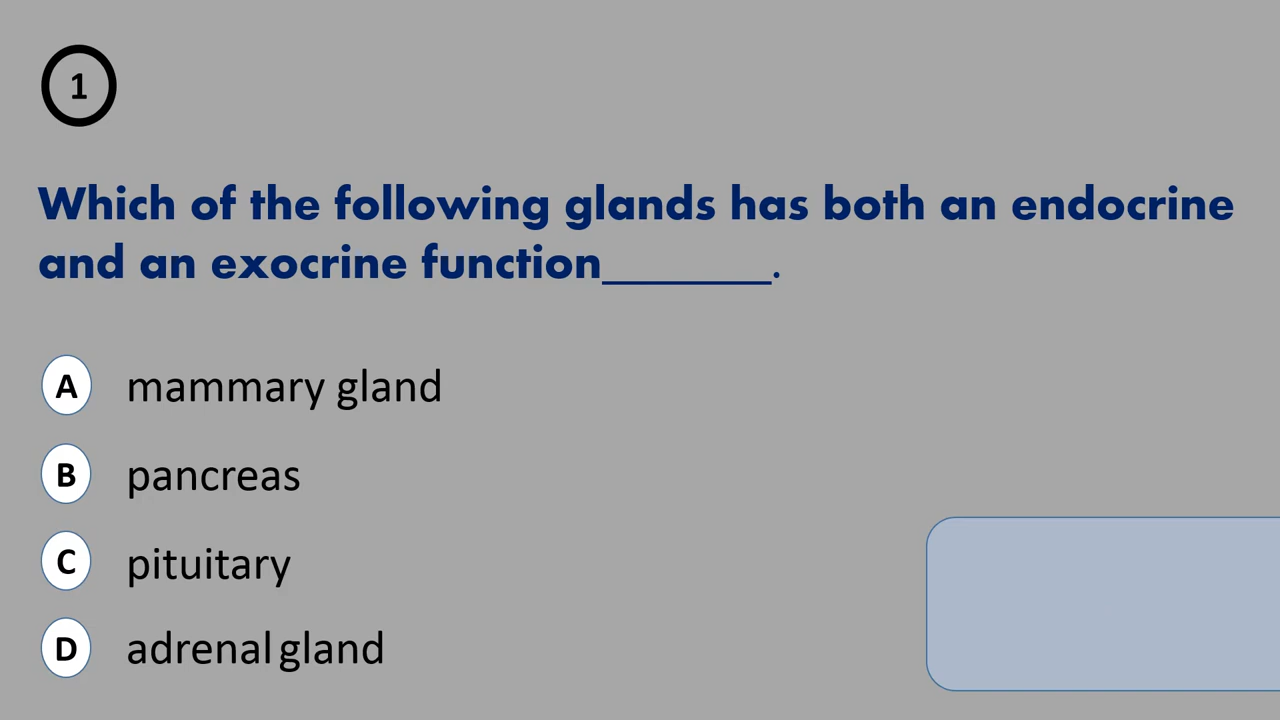 1
Which of the following glands has both an endocrine
and an exocrine function_______.
A mammary gland
B pancreas
C pituitary
D adrenal gland